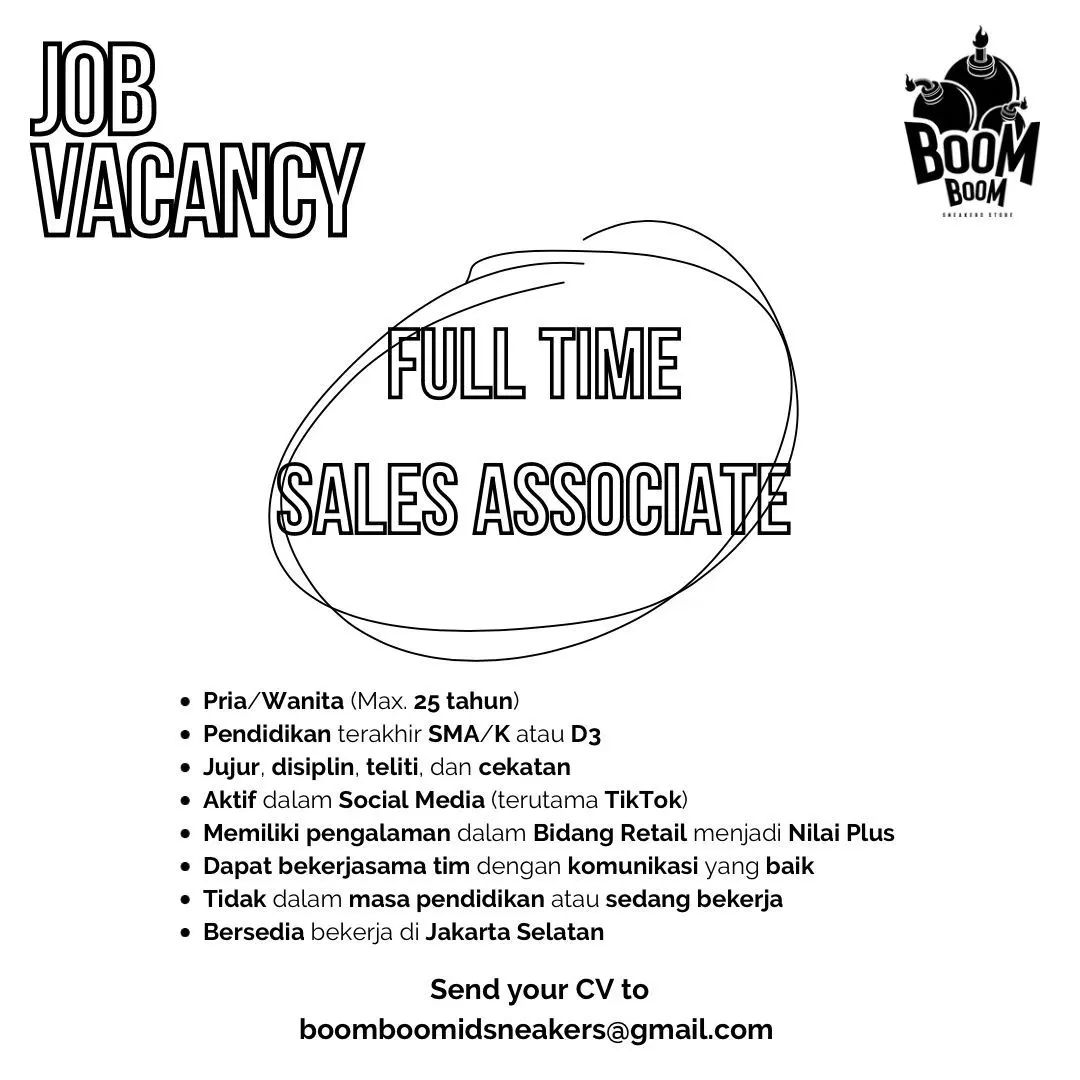 JOB
VACANCY
BOOM
BOOM
SNEAKERS STORE
FULL TIME
SALES ASSOCIATE
• Pria/Wanita (Max. 25 tahun)
• Pendidikan terakhir SMA/K atau D3
• Jujur, disiplin, teliti, dan cekatan
• Aktif dalam Social Media (terutama TikTok)
• Memiliki pengalaman dalam Bidang Retail menjadi Nilai Plus
• Dapat bekerjasama tim dengan komunikasi yang baik
• Tidak dalam masa pendidikan atau sedang bekerja
• Bersedia bekerja di Jakarta Selatan
Send your CV to
boomboomidsneakers@gmail.com